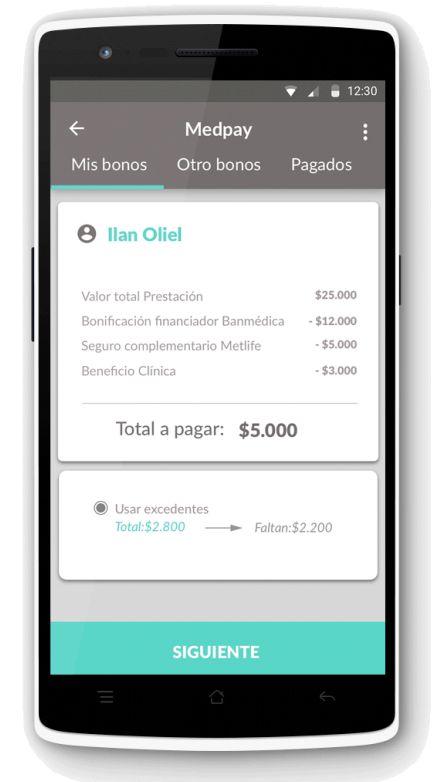 12:30
Medpay
Mis bonos Otro bonos Pagados
Ilan Oliel
Valor total Prestación $25.000
Bonificación financiador Banmédica - $12.000
Seguro complementario Metlife - $5.000
Beneficio Clínica - $3.000
Total a pagar: $5.000
Usar excedentes
Total:$2.800 Faltan:$2.200
SIGUIENTE